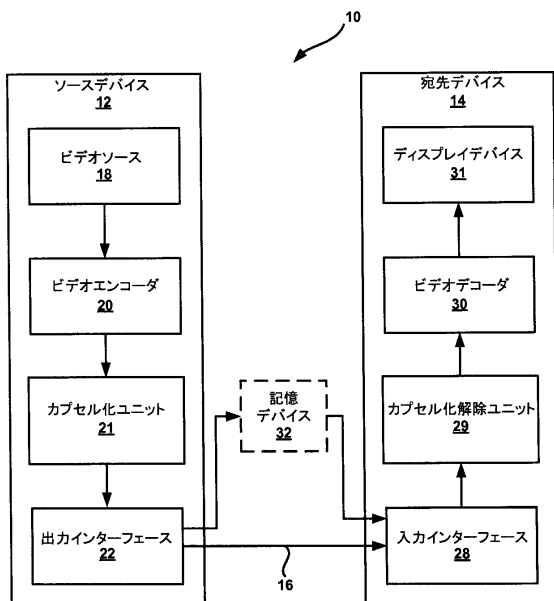 10
ソースデバイス
12
ビデオソース
18
ビデオエンコーダ
20
カプセル化ユニット
21
出力インターフェース
22
記憶
デバイス
32
16
宛先デバイス
14
ディスプレイデバイス
31
ビデオデコーダ
30
カプセル化解除ユニット
29
入力インターフェース
28